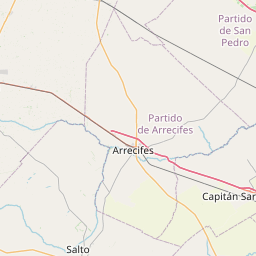 Partido
de San
Pedro
Partido
de Arrecifes
Arrecifes
Capitán Sar
Salto